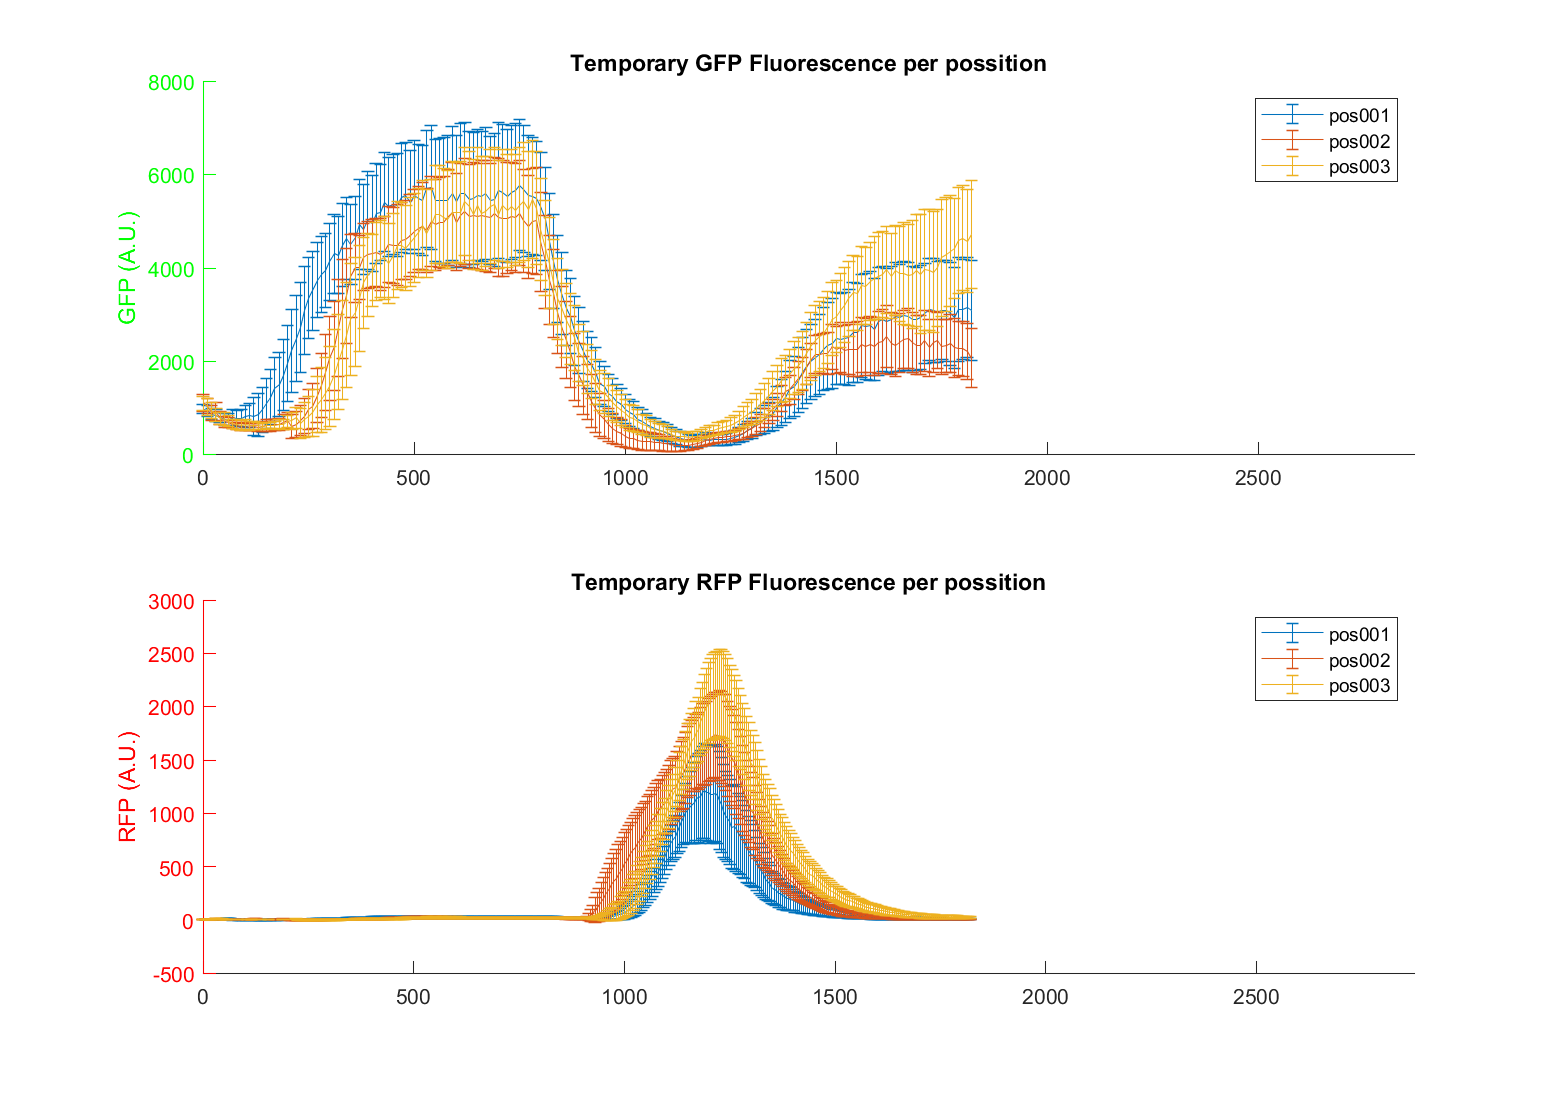 Temporary GFP Fluorescence per possition
8000
6000
4000
2000
0
GFP (A.U.)
0 500 1000 1500 2000 2500
pos001
pos002
pos003
Temporary RFP Fluorescence per possition
3000
2500
2000
1500
1000
500
0
-500
RFP (A.U.)
0 500 1000 1500 2000 2500
pos001
pos002
pos003